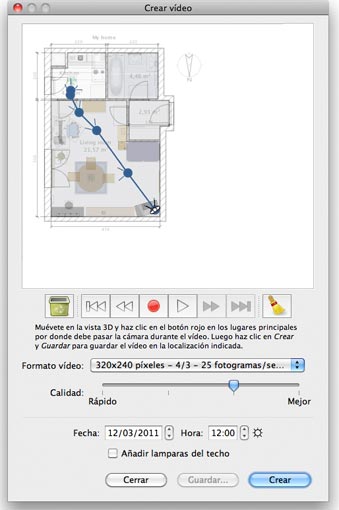 Crear vídeo
My home
Kitchen
4,46 m²
N
2,91 m²
Living room
21,57 m²
Muévete en la vista 3D y haz clic en el botón rojo en los lugares principales
por donde debe pasar la cámara durante el vídeo. Luego haz clic en Crear
y Guardar para guardar el vídeo en la localización indicada.
Formato vídeo: 320x240 píxeles – 4/3 – 25 fotogramas/se...
Calidad:
Rápido Mejor
Fecha: 12/03/2011 Hora: 12:00
Añadir lamparas del techo
Cerrar Guardar... Crear